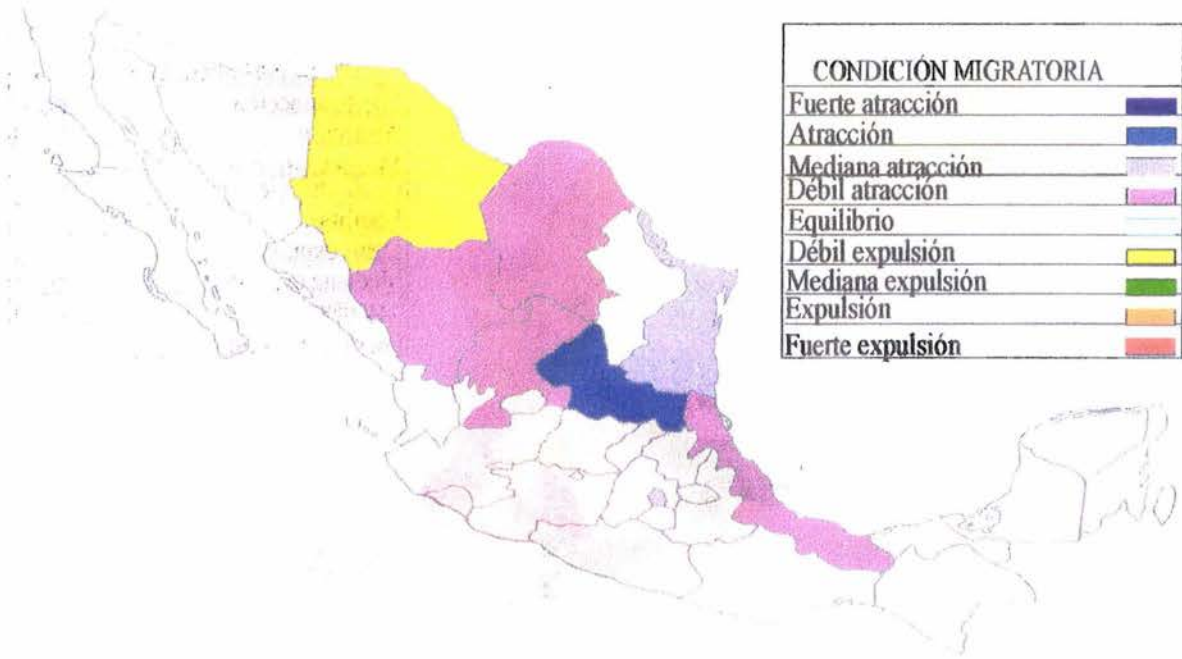 CONDICIÓN MIGRATORIA
Fuerte atracción
Atracción
Mediana atracción
Débil atracción
Equilibrio
Débil expulsión
Mediana expulsión
Expulsión
Fuerte expulsión